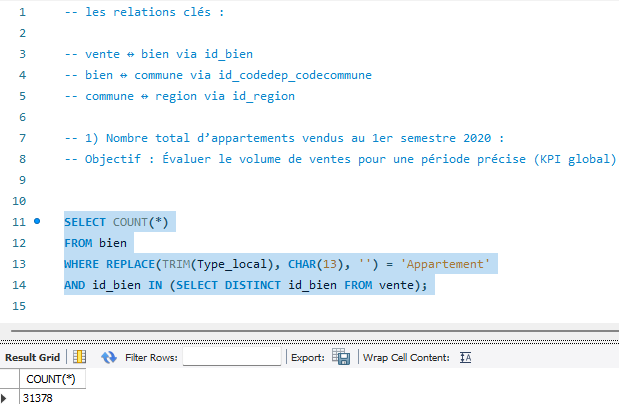 1 -- les relations clés :
2
3 -- vente ↔ bien via id_bien
4 -- bien ↔ commune via id_codedep_codecommune
5 -- commune ↔ region via id_region
6
7 -- 1) Nombre total d’appartements vendus au 1er semestre 2020 :
8 -- Objectif : Évaluer le volume de ventes pour une période précise (KPI global)
9
10
11 SELECT COUNT(*)
12 FROM bien
13 WHERE REPLACE(TRIM(Type_local), CHAR(13), '') = 'Appartement'
14 AND id_bien IN (SELECT DISTINCT id_bien FROM vente);
15
Result Grid Filter Rows: Export: Wrap Cell Content:
COUNT(*)
31378